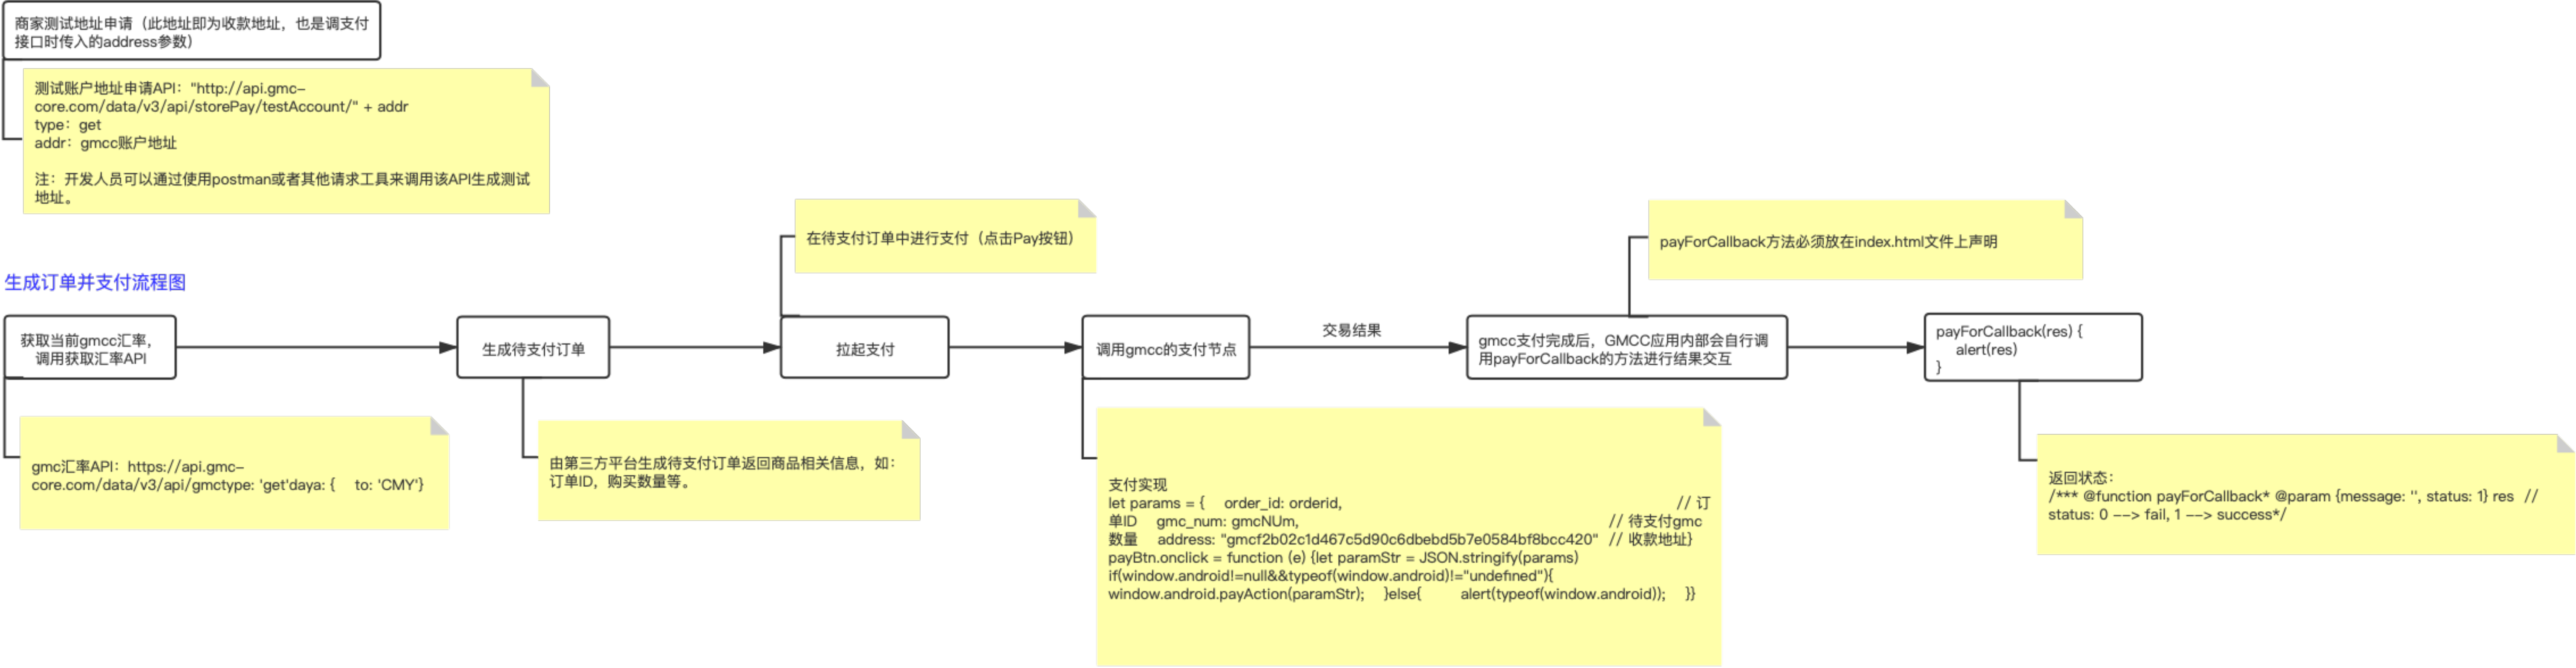 商家测试地址申请（此地址即为收款地址，也是调支付
接口时传入的address参数）
测试账户地址申请API："http://api.gmc-
core.com/data/v3/api/storePay/testAccount/" + addr
type：get
addr：gmcc账户地址
注：开发人员可以通过使用postman或者其他请求工具来调用该API生成测试
地址。
在待支付订单中进行支付（点击Pay按钮）
payForCallback方法必须放在index.html文件上声明
生成订单并支付流程图
获取当前gmcc汇率，
调用获取汇率API
生成待支付订单
拉起支付
调用gmcc的支付节点
交易结果
gmcc支付完成后，GMCC应用内部会自行调
用payForCallback的方法进行结果交互
payForCallback(res) {
alert(res)
}
gmc汇率API：https://api.gmc-
core.com/data/v3/api/gmctype: 'get'daya: { to: 'CMY'}
由第三方平台生成待支付订单返回商品相关信息，如：
订单ID，购买数量等。
支付实现
let params = { order_id: orderid, // 订
单ID gmc_num: gmcNUm, // 待支付gmc
数量 address: "gmcf2b02c1d467c5d90c6dbebd5b7e0584bf8bcc420" // 收款地址}
payBtn.onclick = function (e) {let paramStr = JSON.stringify(params)
if(window.android!=null&&typeof(window.android)!="undefined"){
window.android.payAction(paramStr); }else{ alert(typeof(window.android)); }}
返回状态：
/*** @function payForCallback* @param {message: '', status: 1} res //
status: 0 --> fail, 1 --> success*/